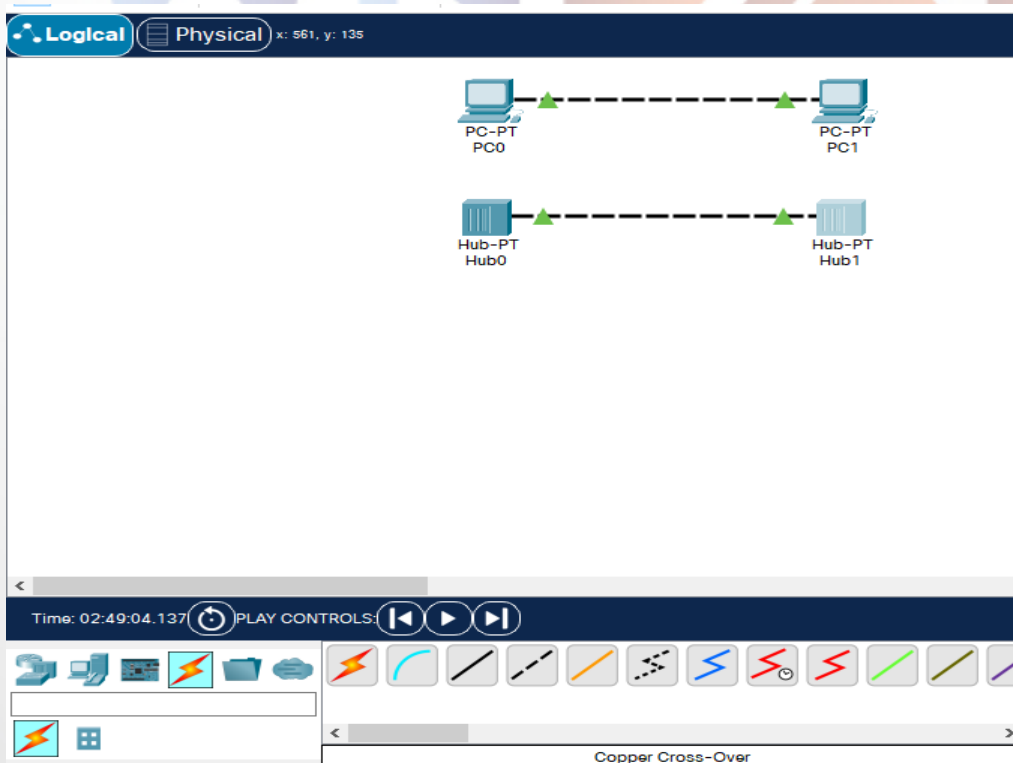 Logical Physical x: 561, y: 135
PC-PT PC-PT
PC0 PC1
Hub-PT Hub-PT
Hub0 Hub1
Time: 02:49:04.137 PLAY CONTROLS:
Copper Cross-Over